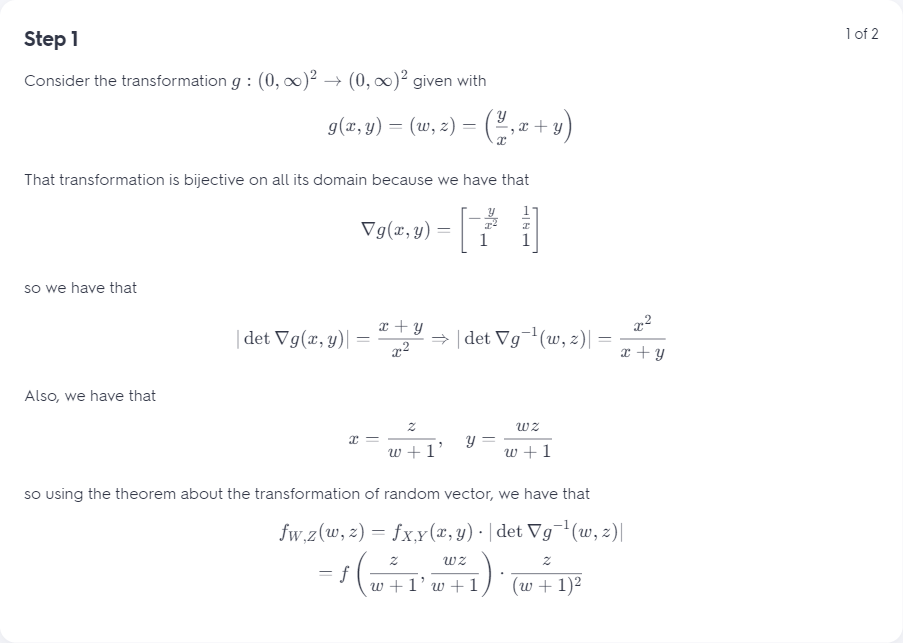 Step 1
1 of 2
Consider the transformation g : (0, ∞)² → (0, ∞)² given with
g(x, y) = (w, z) = (y/x, x + y)
That transformation is bijective on all its domain because we have that
∇g(x, y) = [−y/x² 1/x
1 1]
so we have that
| det ∇g(x, y)| = (x + y)/x² ⇒ | det ∇g⁻¹(w, z)| = x²/(x + y)
Also, we have that
x = z/(w + 1), y = wz/(w + 1)
so using the theorem about the transformation of random vector, we have that
f_{W,Z}(w, z) = f_{X,Y}(x, y) · | det ∇g⁻¹(w, z)|
= f(z/(w + 1), wz/(w + 1)) · z/(w + 1)²